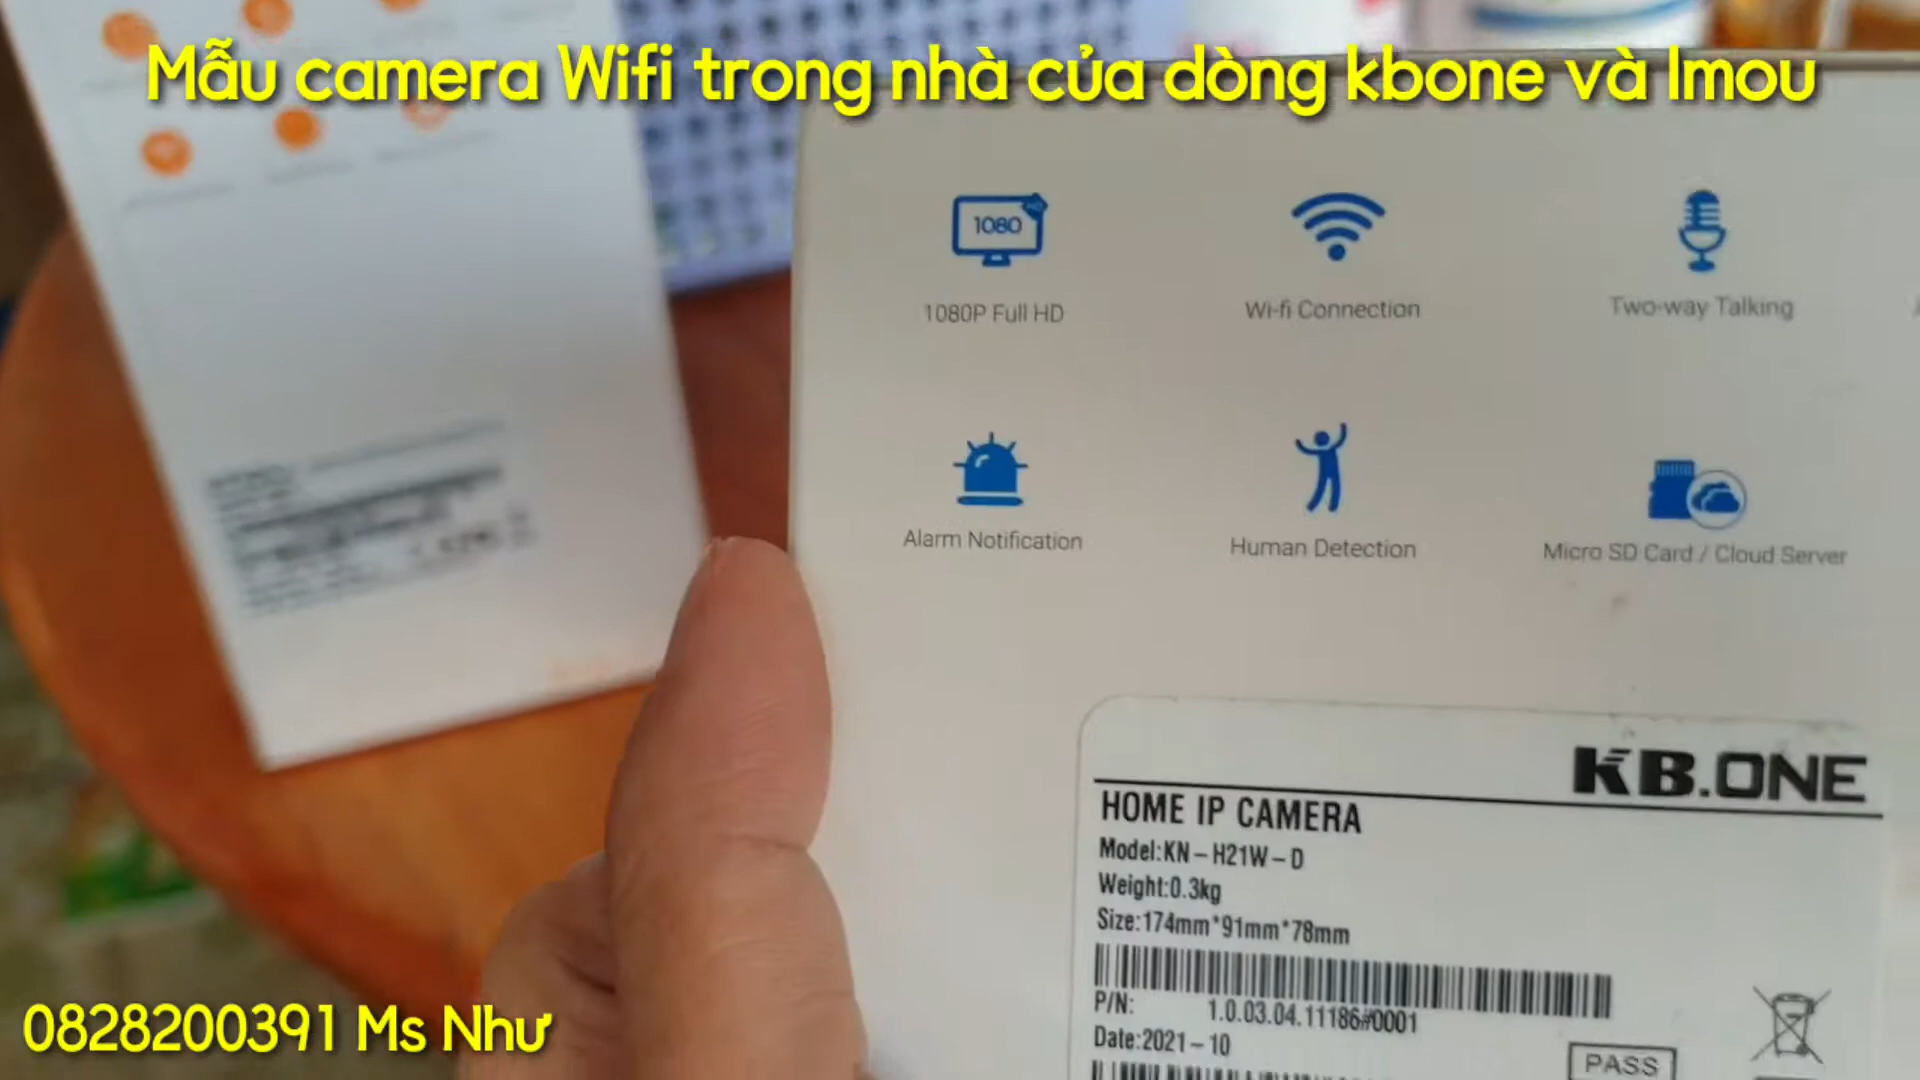 Mẫu camera Wifi trong nhà của dòng kbone và Imou
1080
1080P Full HD
Wi-fi Connection
Two-way Talking
Alarm Notification
Human Detection
Micro SD Card / Cloud Server
KB.ONE
HOME IP CAMERA
Model:KN-H21W-D
Weight:0.3kg
Size:174mm*91mm*78mm
P/N: 1.0.03.04.11186#0001
Date:2021-10
PASS
0828200391 Ms Như